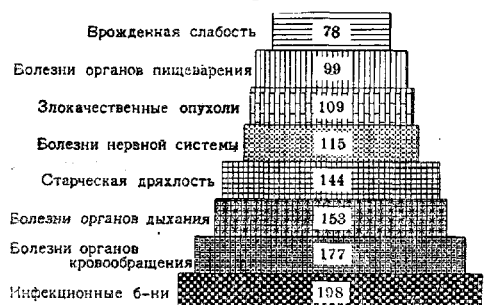 Врожденная слабость 78
Болезни органов пищеварения 99
Злокачественные опухоли 109
Болезни нервной системы 115
Старческая дряхлость 144
Болезни органов дыхания 153
Болезни органов
кровообращения 177
Инфекционные б-ни 198